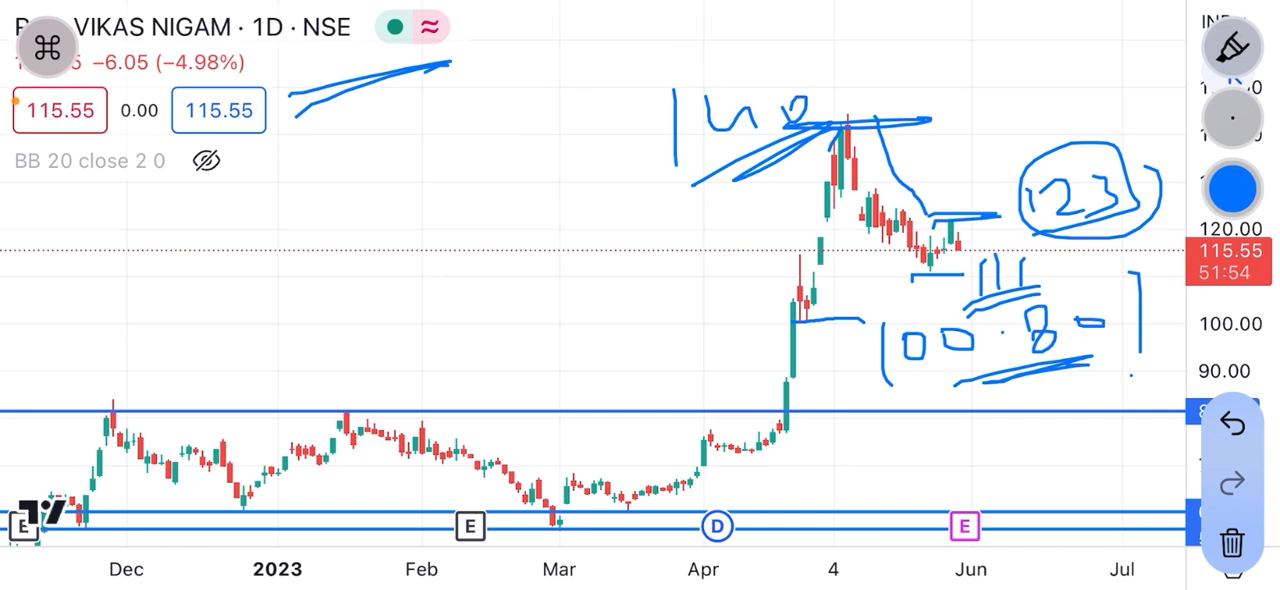 VIKAS NIGAM · 1D · NSE
−6.05 (−4.98%)
115.55 0.00 115.55
BB 20 close 2 0
140
123
120.00
115.55
51:54
111
100.80
100.00
90.00
E E D E
Dec 2023 Feb Mar Apr 4 Jun Jul